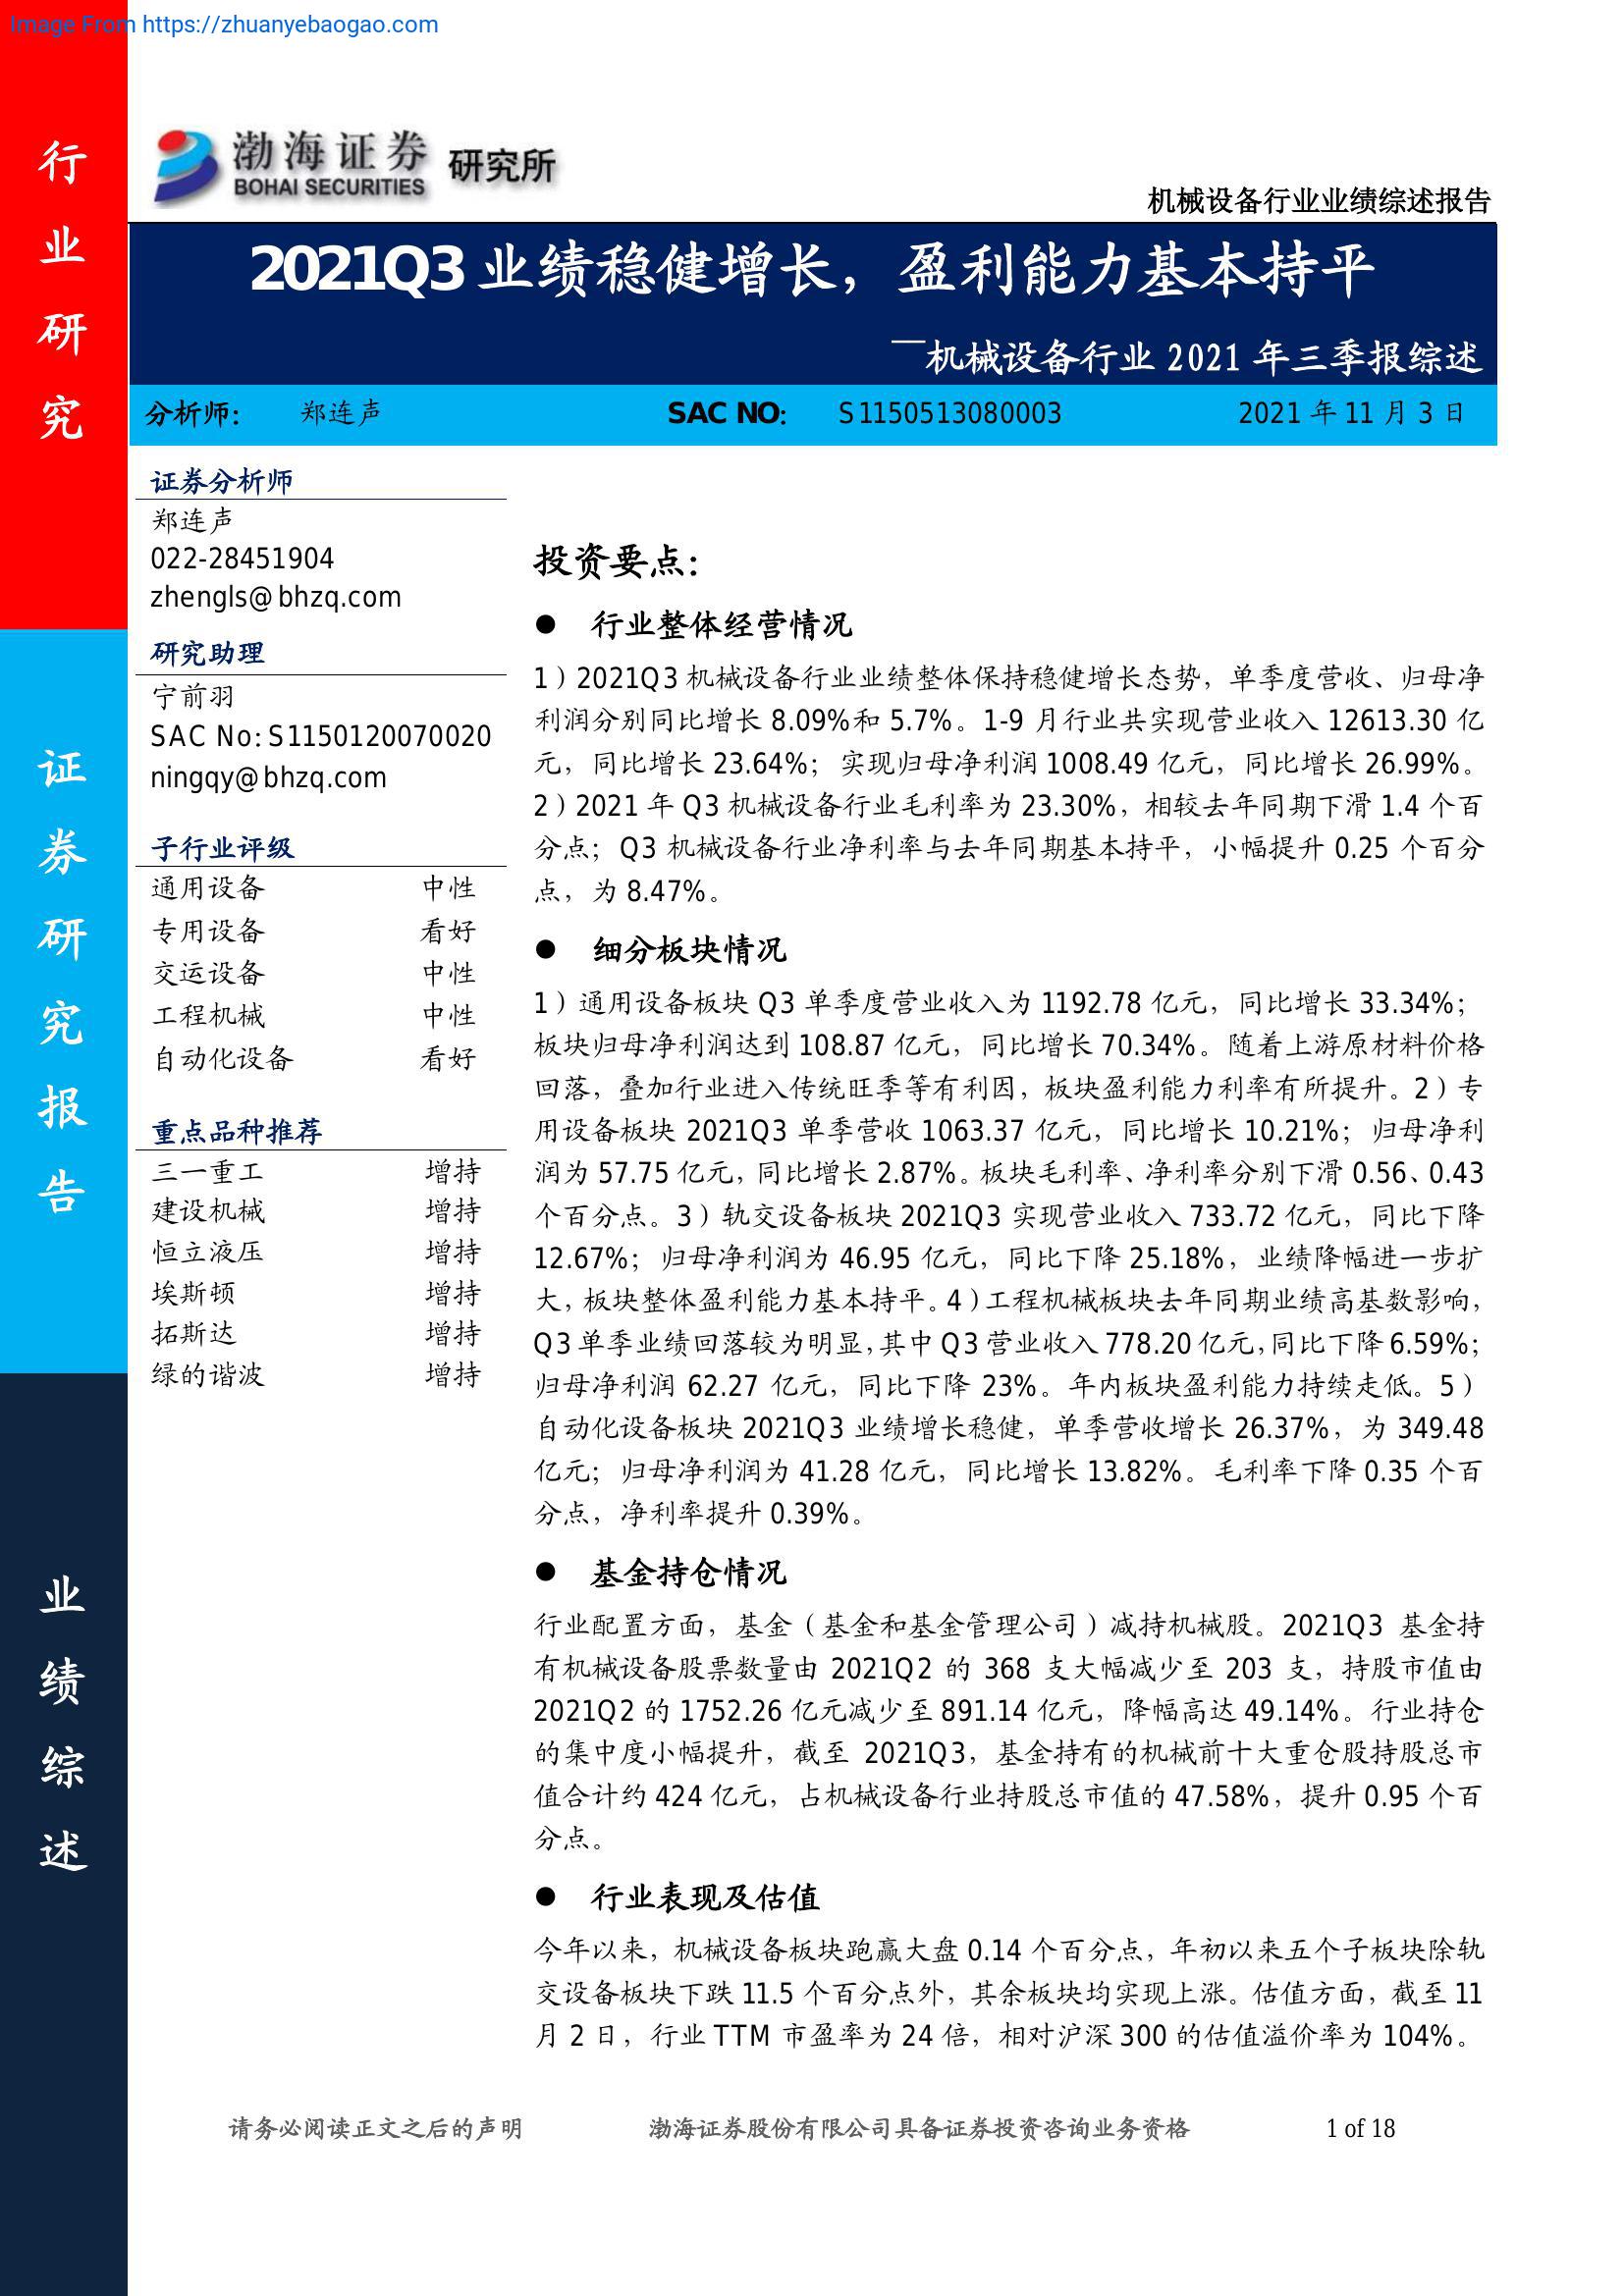 Image From https://zhuanyebaogao.com
行业研究
证券研究报告
业绩综述
渤海证券 研究所
BOHAI SECURITIES
机械设备行业业绩综述报告
2021Q3 业绩稳健增长，盈利能力基本持平
―机械设备行业 2021 年三季报综述
分析师： 郑连声 SAC NO： S1150513080003 2021 年 11 月 3 日
证券分析师
郑连声
022-28451904
zhengls@bhzq.com
研究助理
宁前羽
SAC No:S1150120070020
ningqy@bhzq.com
子行业评级
通用设备 中性
专用设备 看好
交运设备 中性
工程机械 中性
自动化设备 看好
重点品种推荐
三一重工 增持
建设机械 增持
恒立液压 增持
埃斯顿 增持
拓斯达 增持
绿的谐波 增持
投资要点：
● 行业整体经营情况
1）2021Q3 机械设备行业业绩整体保持稳健增长态势，单季度营收、归母净
利润分别同比增长 8.09%和 5.7%。1-9 月行业共实现营业收入 12613.30 亿
元，同比增长 23.64%；实现归母净利润 1008.49 亿元，同比增长 26.99%。
2）2021 年 Q3 机械设备行业毛利率为 23.30%，相较去年同期下滑 1.4 个百
分点；Q3 机械设备行业净利率与去年同期基本持平，小幅提升 0.25 个百分
点，为 8.47%。
● 细分板块情况
1）通用设备板块 Q3 单季度营业收入为 1192.78 亿元，同比增长 33.34%；
板块归母净利润达到 108.87 亿元，同比增长 70.34%。随着上游原材料价格
回落，叠加行业进入传统旺季等有利因，板块盈利能力利率有所提升。2）专
用设备板块 2021Q3 单季营收 1063.37 亿元，同比增长 10.21%；归母净利
润为 57.75 亿元，同比增长 2.87%。板块毛利率、净利率分别下滑 0.56、0.43
个百分点。3）轨交设备板块 2021Q3 实现营业收入 733.72 亿元，同比下降
12.67%；归母净利润为 46.95 亿元，同比下降 25.18%，业绩降幅进一步扩
大，板块整体盈利能力基本持平。4）工程机械板块去年同期业绩高基数影响，
Q3 单季业绩回落较为明显，其中 Q3 营业收入 778.20 亿元，同比下降 6.59%；
归母净利润 62.27 亿元，同比下降 23%。年内板块盈利能力持续走低。5）
自动化设备板块 2021Q3 业绩增长稳健，单季营收增长 26.37%，为 349.48
亿元；归母净利润为 41.28 亿元，同比增长 13.82%。毛利率下降 0.35 个百
分点，净利率提升 0.39%。
● 基金持仓情况
行业配置方面，基金（基金和基金管理公司）减持机械股。2021Q3 基金持
有机械设备股票数量由 2021Q2 的 368 支大幅减少至 203 支，持股市值由
2021Q2 的 1752.26 亿元减少至 891.14 亿元，降幅高达 49.14%。行业持仓
的集中度小幅提升，截至 2021Q3，基金持有的机械前十大重仓股持股总市
值合计约 424 亿元，占机械设备行业持股总市值的 47.58%，提升 0.95 个百
分点。
● 行业表现及估值
今年以来，机械设备板块跑赢大盘 0.14 个百分点，年初以来五个子板块除轨
交设备板块下跌 11.5 个百分点外，其余板块均实现上涨。估值方面，截至 11
月 2 日，行业 TTM 市盈率为 24 倍，相对沪深 300 的估值溢价率为 104%。
请务必阅读正文之后的声明 渤海证券股份有限公司具备证券投资咨询业务资格 1 of 18